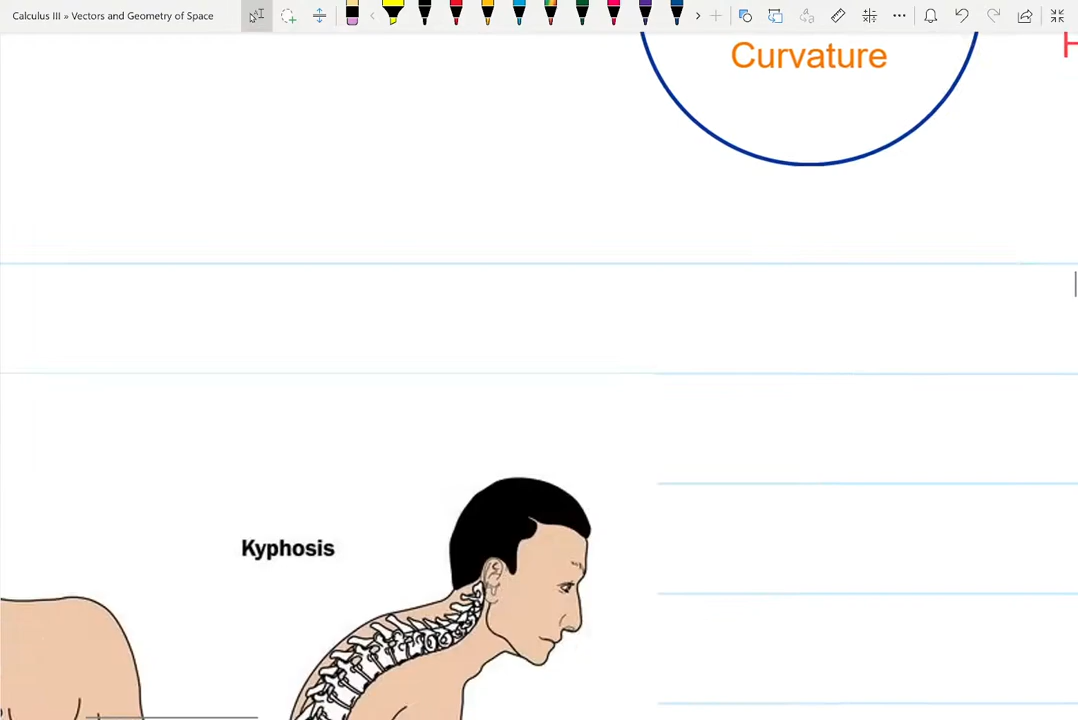 Calculus III » Vectors and Geometry of Space
Curvature
H
Kyphosis